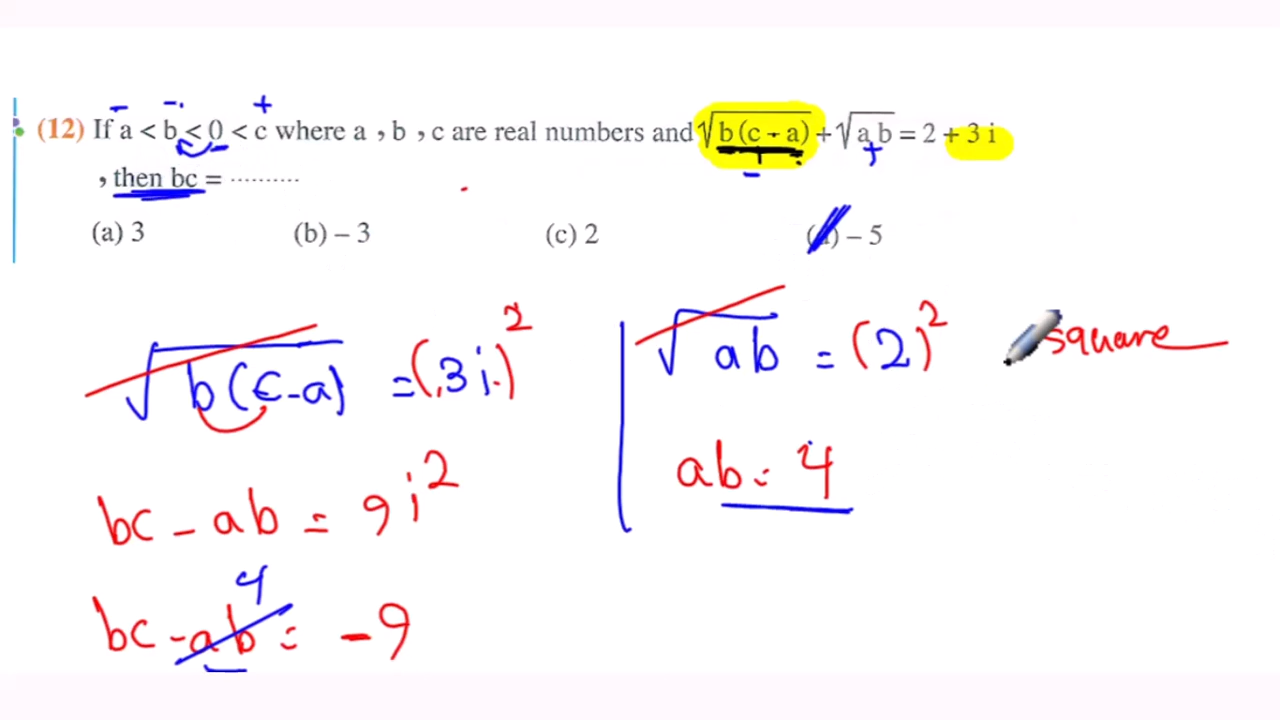 (12) If a < b < 0 < c where a , b , c are real numbers and √b (c - a) + √a b = 2 + 3 i
, then bc = ··········
(a) 3 (b) – 3 (c) 2 ) – 5
√b(c-a) = (3i)²
√ab = (2)² square
bc - ab = 9i²
ab = 4
4
bc - ab = -9